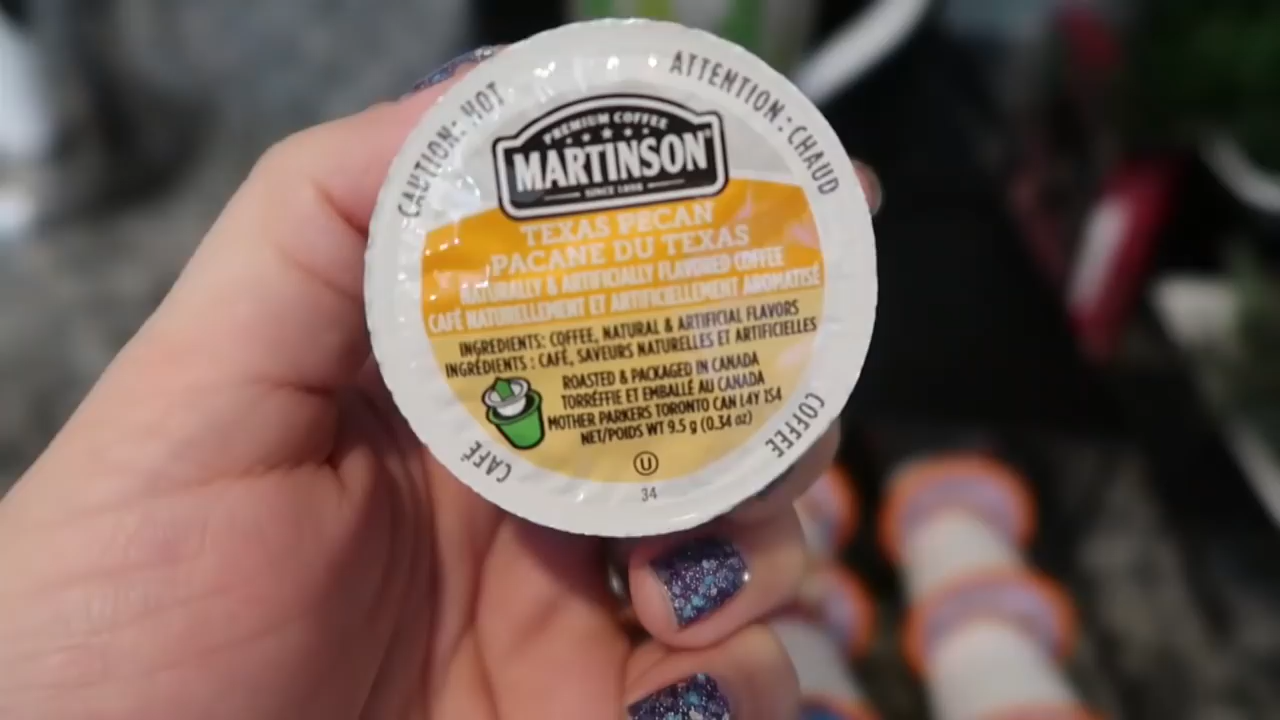 CAUTION: HOT
ATTENTION: CHAUD
PREMIUM COFFEE
MARTINSON
SINCE 1898
TEXAS PECAN
PACANE DU TEXAS
NATURALLY & ARTIFICIALLY FLAVORED COFFEE
CAFÉ NATURELLEMENT ET ARTIFICIELLEMENT AROMATISÉ
INGREDIENTS: COFFEE, NATURAL & ARTIFICIAL FLAVORS
INGRÉDIENTS : CAFÉ, SAVEURS NATURELLES ET ARTIFICIELLES
ROASTED & PACKAGED IN CANADA
TORRÉFFIE ET EMBALLÉ AU CANADA
MOTHER PARKERS TORONTO CAN L4Y 1S4
NET/POIDS WT 9.5 g (0.34 oz)
CAFÉ
COFFEE
U
34